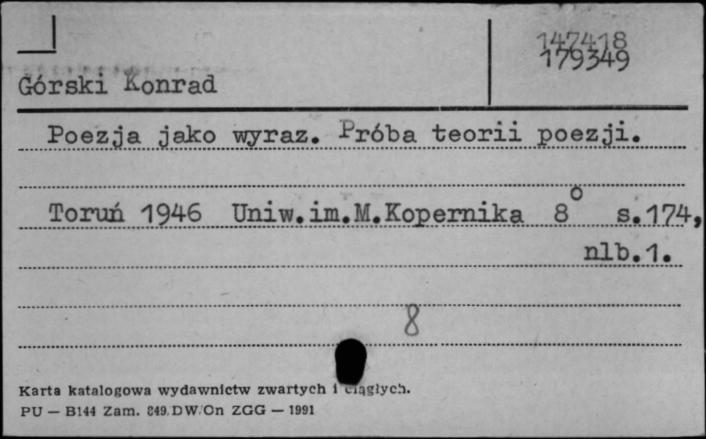 147418
179349
Górski Konrad
Poezja jako wyraz. Próba teorii poezji.
Toruń 1946 Uniw.im.M.Kopernika 8° s.174,
nlb.1.
8
Karta katalogowa wydawnictw zwartych i ciągłych.
PU — B144 Zam. 849.DW/On ZGG — 1991